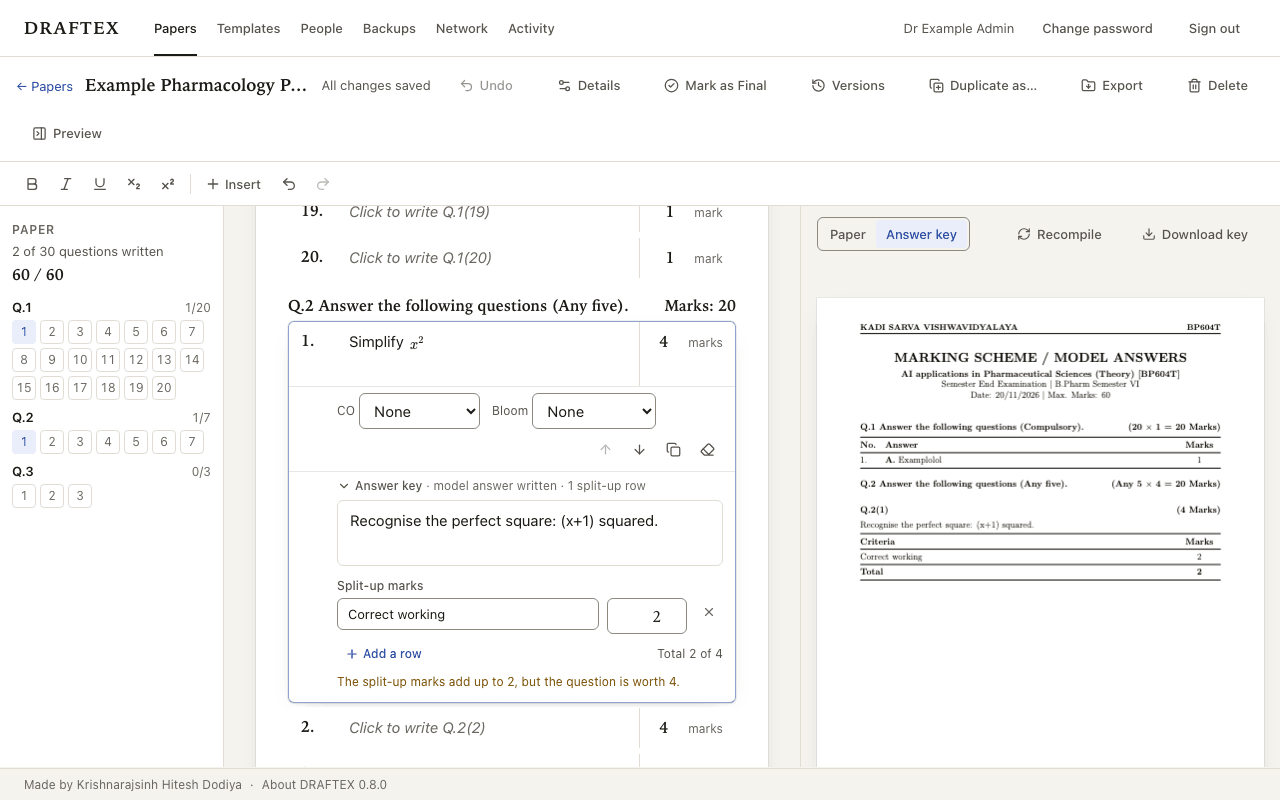 DRAFTEX Papers Templates People Backups Network Activity Dr Example Admin Change password Sign out
← Papers Example Pharmacology P... All changes saved Undo Details Mark as Final Versions Duplicate as... Export Delete
Preview
B I U x₂ x² + Insert
PAPER
2 of 30 questions written
60 / 60
Q.1 1/20
1 2 3 4 5 6 7
8 9 10 11 12 13 14
15 16 17 18 19 20
Q.2 1/7
1 2 3 4 5 6 7
Q.3 0/3
1 2 3
19. Click to write Q.1(19) 1 mark
20. Click to write Q.1(20) 1 mark
Q.2 Answer the following questions (Any five). Marks: 20
1. Simplify x² 4 marks
CO None Bloom None
Answer key · model answer written · 1 split-up row
Recognise the perfect square: (x+1) squared.
Split-up marks
Correct working 2 ×
+ Add a row Total 2 of 4
The split-up marks add up to 2, but the question is worth 4.
2. Click to write Q.2(2) 4 marks
Paper Answer key Recompile Download key
KADI SARVA VISHWAVIDYALAYA BP604T
MARKING SCHEME / MODEL ANSWERS
AI applications in Pharmaceutical Sciences (Theory) [BP604T]
Semester End Examination | B.Pharm Semester VI
Date: 20/11/2026 | Max. Marks: 60
Q.1 Answer the following questions (Compulsory). (20 × 1 = 20 Marks)
No. Answer Marks
1. A. Examplolol 1
Q.2 Answer the following questions (Any five). (Any 5 × 4 = 20 Marks)
Q.2(1) (4 Marks)
Recognise the perfect square: (x+1) squared.
Criteria Marks
Correct working 2
Total 2
Made by Krishnarajsinh Hitesh Dodiya · About DRAFTEX 0.8.0